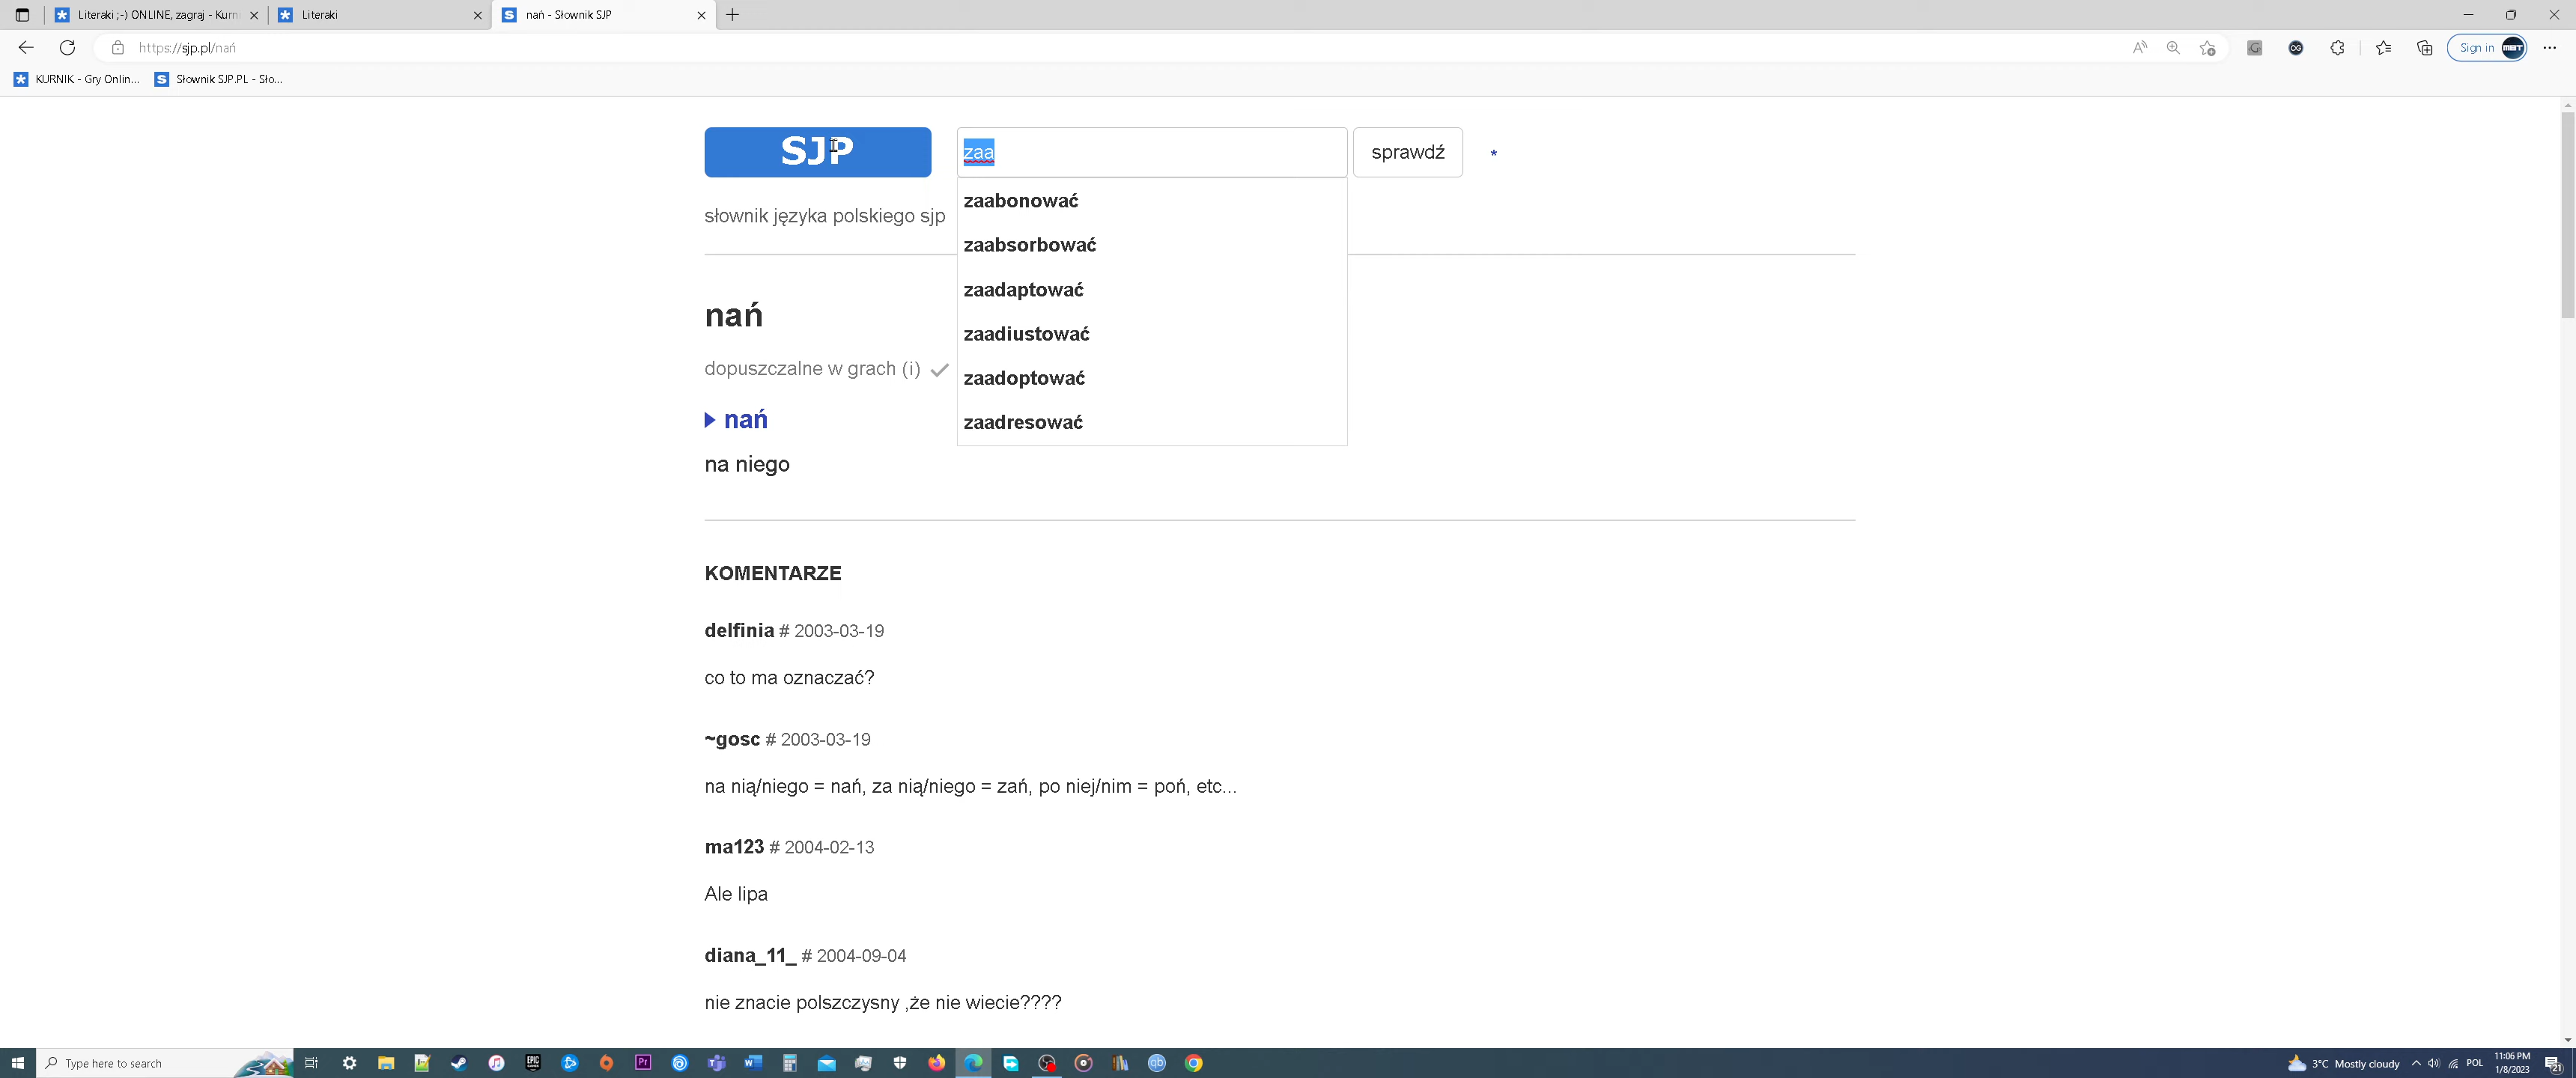 Literaki ;-) ONLINE, zagraj - Kurni
Literaki
nań - Słownik SJP
https://sjp.pl/nań
Sign in
KURNIK - Gry Onlin...
Słownik SJP.PL - Sło...
SJP
zaa
sprawdź
*
słownik języka polskiego sjp
zaabonować
zaabsorbować
zaadaptować
zaadiustować
zaadoptować
zaadresować
nań
dopuszczalne w grach (i)
nań
na niego
KOMENTARZE
delfinia # 2003-03-19
co to ma oznaczać?
~gosc # 2003-03-19
na nią/niego = nań, za nią/niego = zań, po niej/nim = poń, etc...
ma123 # 2004-02-13
Ale lipa
diana_11_ # 2004-09-04
nie znacie polszczysny ,że nie wiecie????
Type here to search
3°C Mostly cloudy
POL
11:06 PM
1/8/2023
21